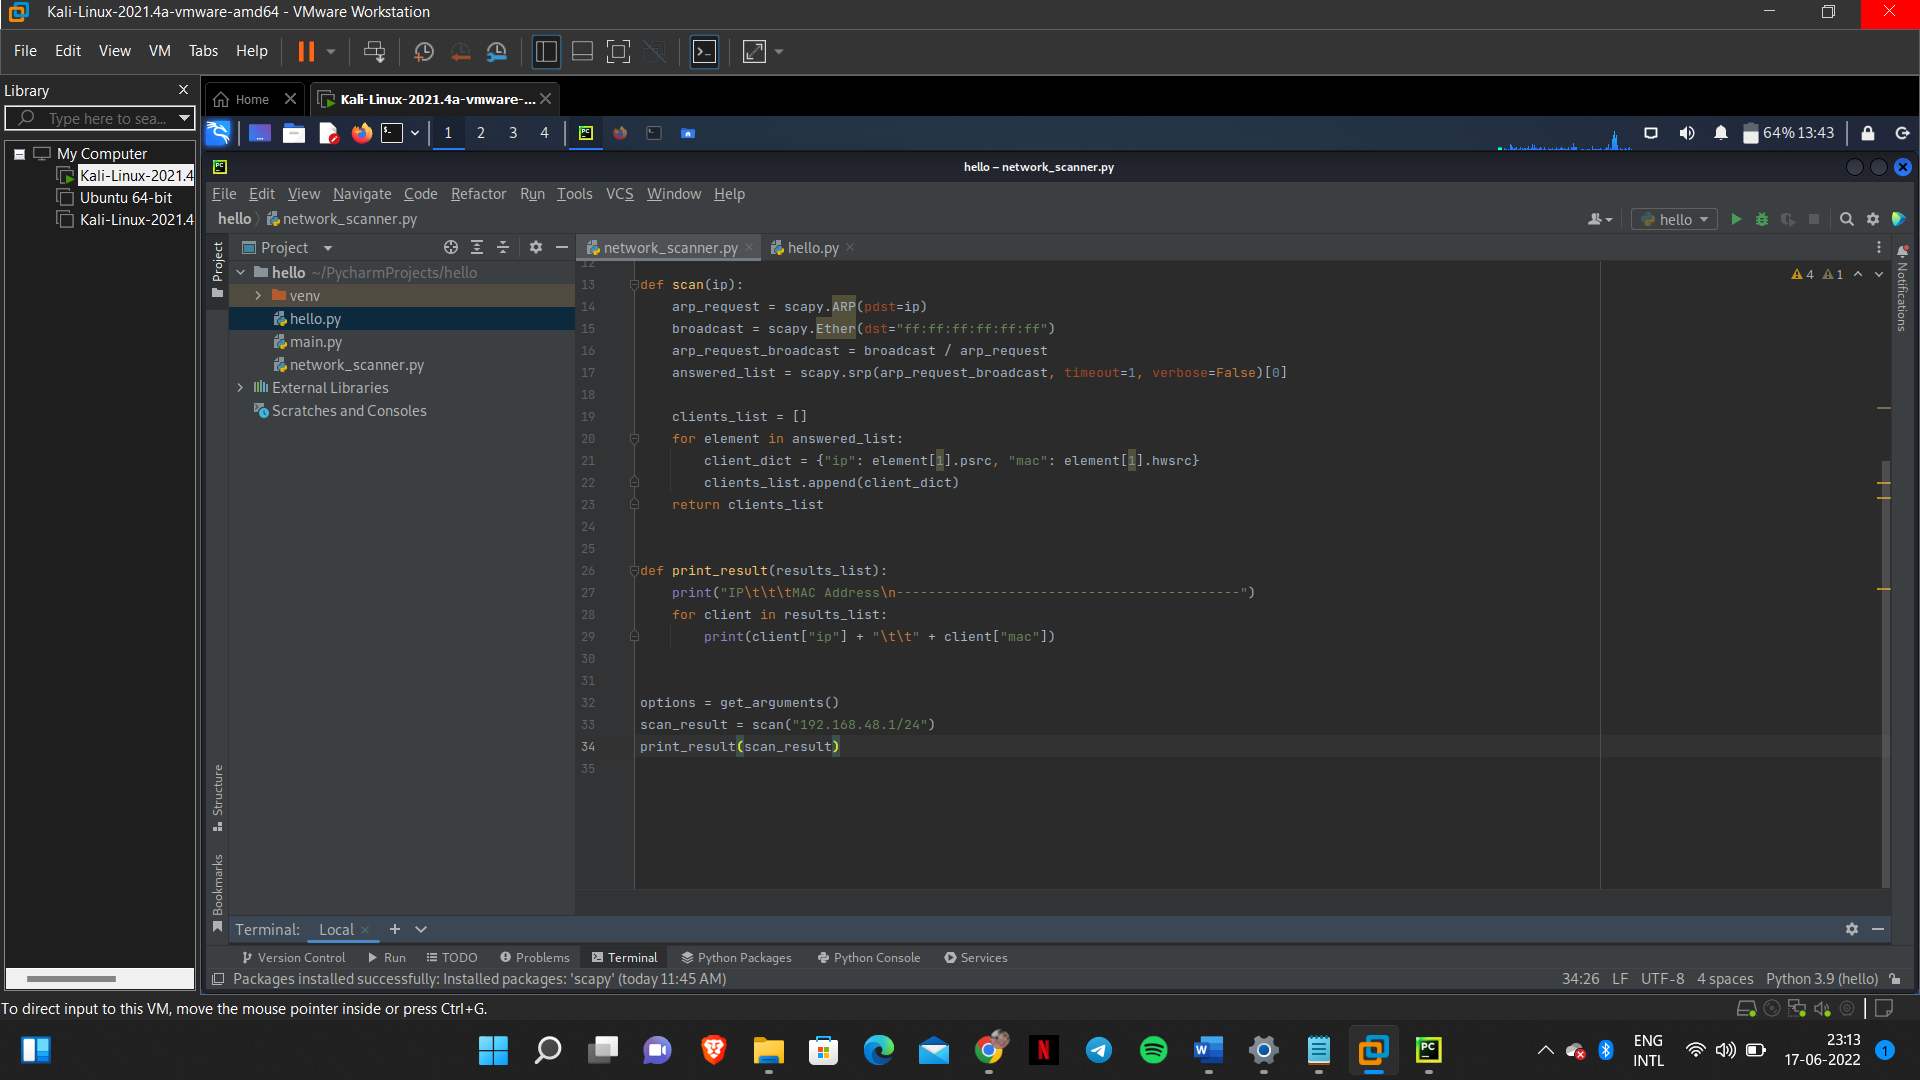 Kali-Linux-2021.4a-vmware-amd64 - VMware Workstation
File Edit View VM Tabs Help
Library
Type here to sea...
My Computer
Kali-Linux-2021.4
Ubuntu 64-bit
Kali-Linux-2021.4
Home
Kali-Linux-2021.4a-vmware-...
1 2 3 4
64% 13:43
hello – network_scanner.py
File Edit View Navigate Code Refactor Run Tools VCS Window Help
hello network_scanner.py
hello
Project
Project
network_scanner.py
hello.py
hello ~/PycharmProjects/hello
venv
hello.py
main.py
network_scanner.py
External Libraries
Scratches and Consoles
4 1
Notifications
12
13 def scan(ip):
14 arp_request = scapy.ARP(pdst=ip)
15 broadcast = scapy.Ether(dst="ff:ff:ff:ff:ff:ff")
16 arp_request_broadcast = broadcast / arp_request
17 answered_list = scapy.srp(arp_request_broadcast, timeout=1, verbose=False)[0]
18
19 clients_list = []
20 for element in answered_list:
21 client_dict = {"ip": element[1].psrc, "mac": element[1].hwsrc}
22 clients_list.append(client_dict)
23 return clients_list
24
25
26 def print_result(results_list):
27 print("IP\t\t\tMAC Address\n-------------------------------------------")
28 for client in results_list:
29 print(client["ip"] + "\t\t" + client["mac"])
30
31
32 options = get_arguments()
33 scan_result = scan("192.168.48.1/24")
34 print_result(scan_result)
35
Structure
Bookmarks
Terminal: Local
Version Control Run TODO Problems Terminal Python Packages Python Console Services
Packages installed successfully: Installed packages: 'scapy' (today 11:45 AM)
34:26 LF UTF-8 4 spaces Python 3.9 (hello)
To direct input to this VM, move the mouse pointer inside or press Ctrl+G.
ENG
INTL
23:13
17-06-2022
1